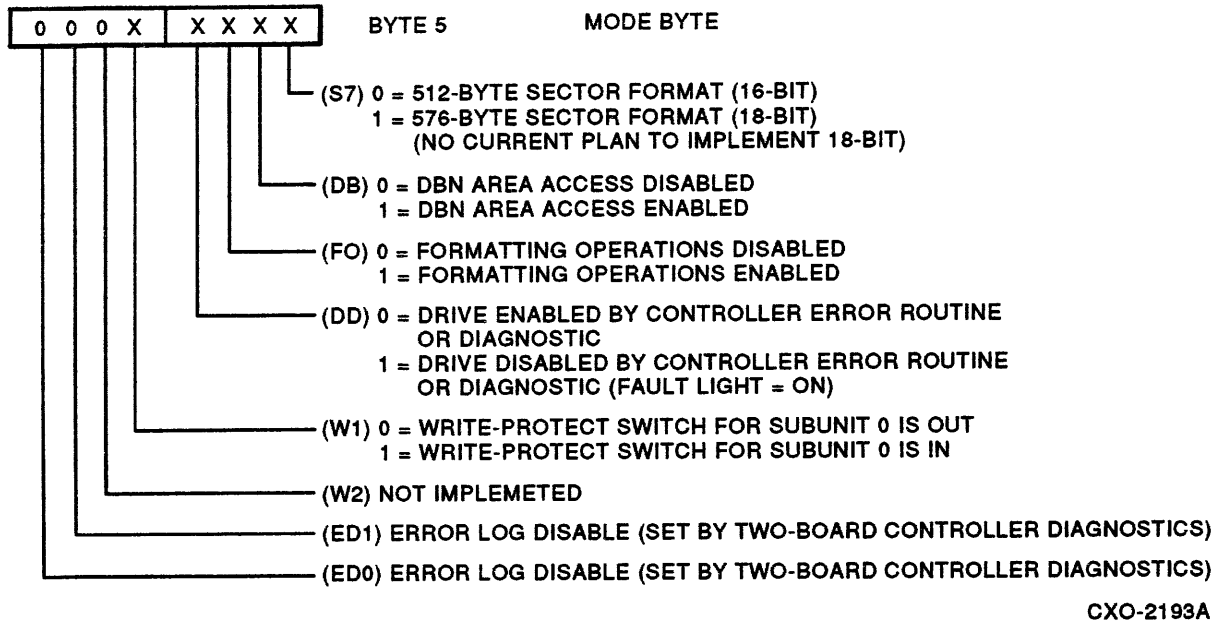 0 0 0 X X X X X BYTE 5 MODE BYTE
(S7) 0 = 512-BYTE SECTOR FORMAT (16-BIT)
1 = 576-BYTE SECTOR FORMAT (18-BIT)
(NO CURRENT PLAN TO IMPLEMENT 18-BIT)
(DB) 0 = DBN AREA ACCESS DISABLED
1 = DBN AREA ACCESS ENABLED
(FO) 0 = FORMATTING OPERATIONS DISABLED
1 = FORMATTING OPERATIONS ENABLED
(DD) 0 = DRIVE ENABLED BY CONTROLLER ERROR ROUTINE
OR DIAGNOSTIC
1 = DRIVE DISABLED BY CONTROLLER ERROR ROUTINE
OR DIAGNOSTIC (FAULT LIGHT = ON)
(W1) 0 = WRITE-PROTECT SWITCH FOR SUBUNIT 0 IS OUT
1 = WRITE-PROTECT SWITCH FOR SUBUNIT 0 IS IN
(W2) NOT IMPLEMETED
(ED1) ERROR LOG DISABLE (SET BY TWO-BOARD CONTROLLER DIAGNOSTICS)
(ED0) ERROR LOG DISABLE (SET BY TWO-BOARD CONTROLLER DIAGNOSTICS)
CXO-2193A